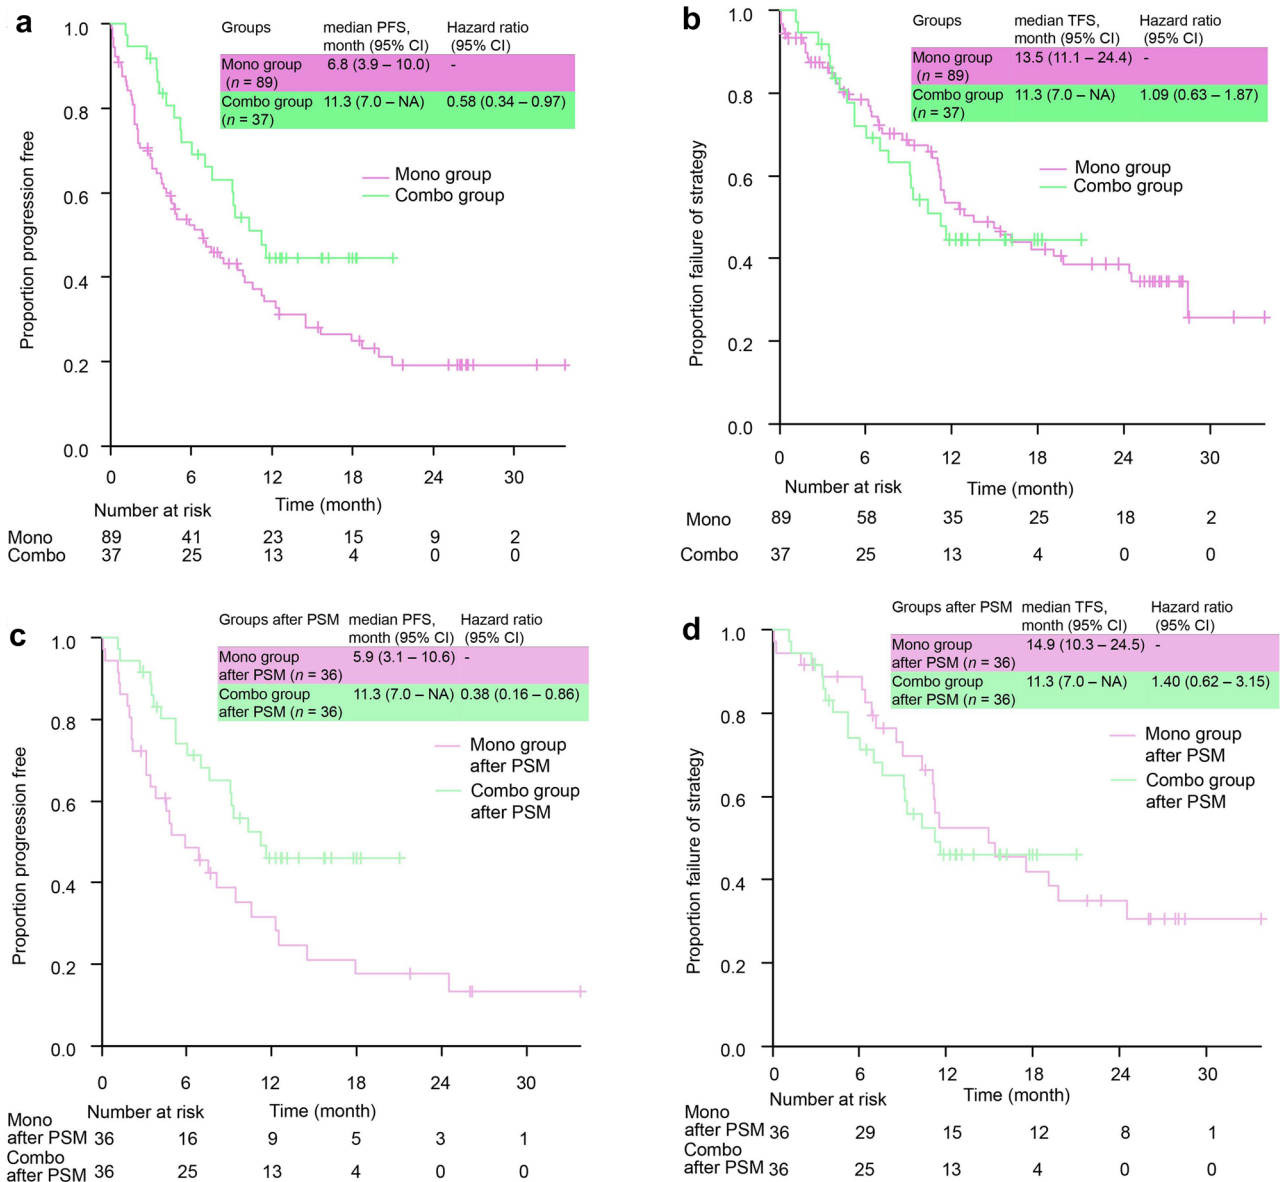 a
Groups median PFS, Hazard ratio
month (95% CI) (95% CI)
Mono group 6.8 (3.9 – 10.0) -
(n = 89)
Combo group 11.3 (7.0 – NA) 0.58 (0.34 – 0.97)
(n = 37)
Mono group
Combo group
Proportion progression free
1.0
0.8
0.6
0.4
0.2
0.0
0 6 12 18 24 30
Number at risk Time (month)
Mono 89 41 23 15 9 2
Combo 37 25 13 4 0 0
b
Groups median TFS, Hazard ratio
month (95% CI) (95% CI)
Mono group 13.5 (11.1 – 24.4) -
(n = 89)
Combo group 11.3 (7.0 – NA) 1.09 (0.63 – 1.87)
(n = 37)
Mono group
Combo group
Proportion failure of strategy
1.0
0.8
0.6
0.4
0.2
0.0
0 6 12 18 24 30
Number at risk Time (month)
Mono 89 58 35 25 18 2
Combo 37 25 13 4 0 0
c
Groups after PSM median PFS, Hazard ratio
month (95% CI) (95% CI)
Mono group 5.9 (3.1 – 10.6) -
after PSM (n = 36)
Combo group 11.3 (7.0 – NA) 0.38 (0.16 – 0.86)
after PSM (n = 36)
Mono group
after PSM
Combo group
after PSM
Proportion progression free
1.0
0.8
0.6
0.4
0.2
0.0
0 6 12 18 24 30
Number at risk Time (month)
Mono
after PSM 36 16 9 5 3 1
Combo
after PSM 36 25 13 4 0 0
d
Groups after PSM median TFS, Hazard ratio
month (95% CI) (95% CI)
Mono group 14.9 (10.3 – 24.5) -
after PSM (n = 36)
Combo group 11.3 (7.0 – NA) 1.40 (0.62 – 3.15)
after PSM (n = 36)
Mono group
after PSM
Combo group
after PSM
Proportion failure of strategy
1.0
0.8
0.6
0.4
0.2
0.0
0 6 12 18 24 30
Number at risk Time (month)
Mono
after PSM 36 29 15 12 8 1
Combo
after PSM 36 25 13 4 0 0